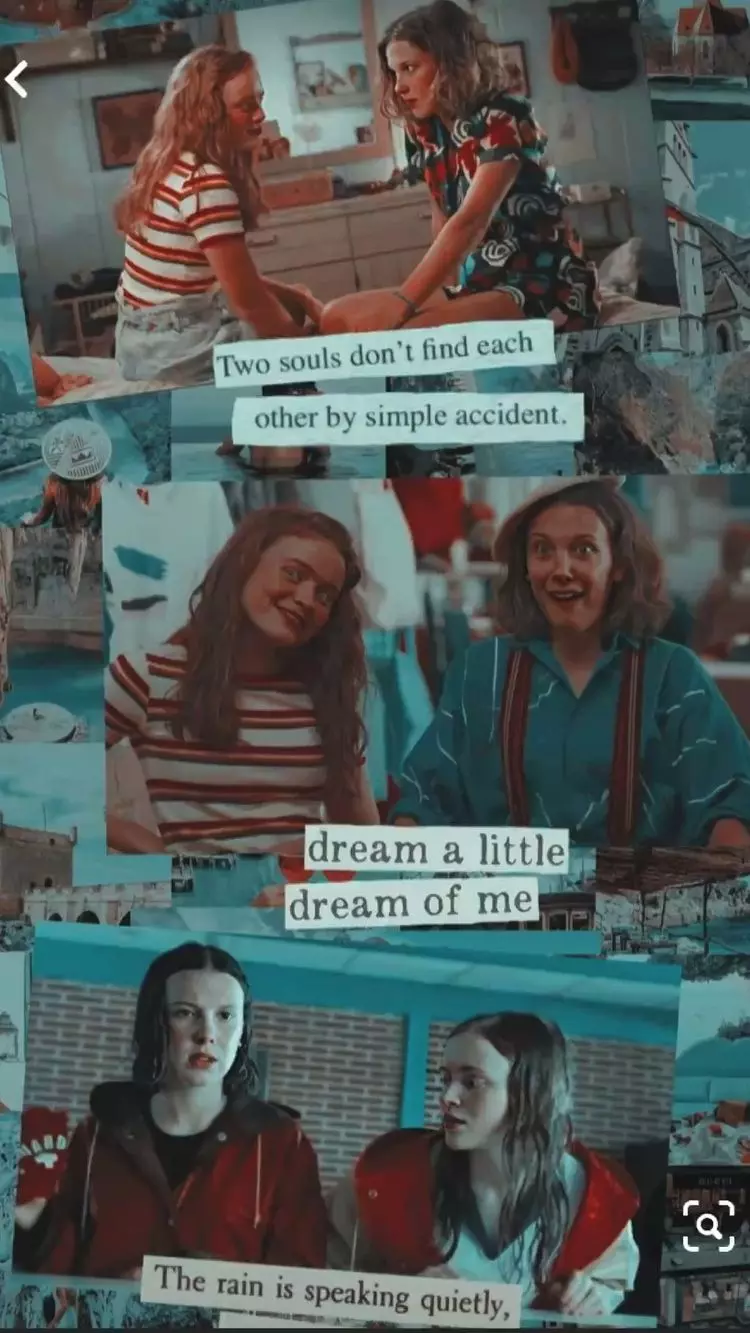 Two souls don't find each
other by simple accident.
dream a little
dream of me
The rain is speaking quietly,